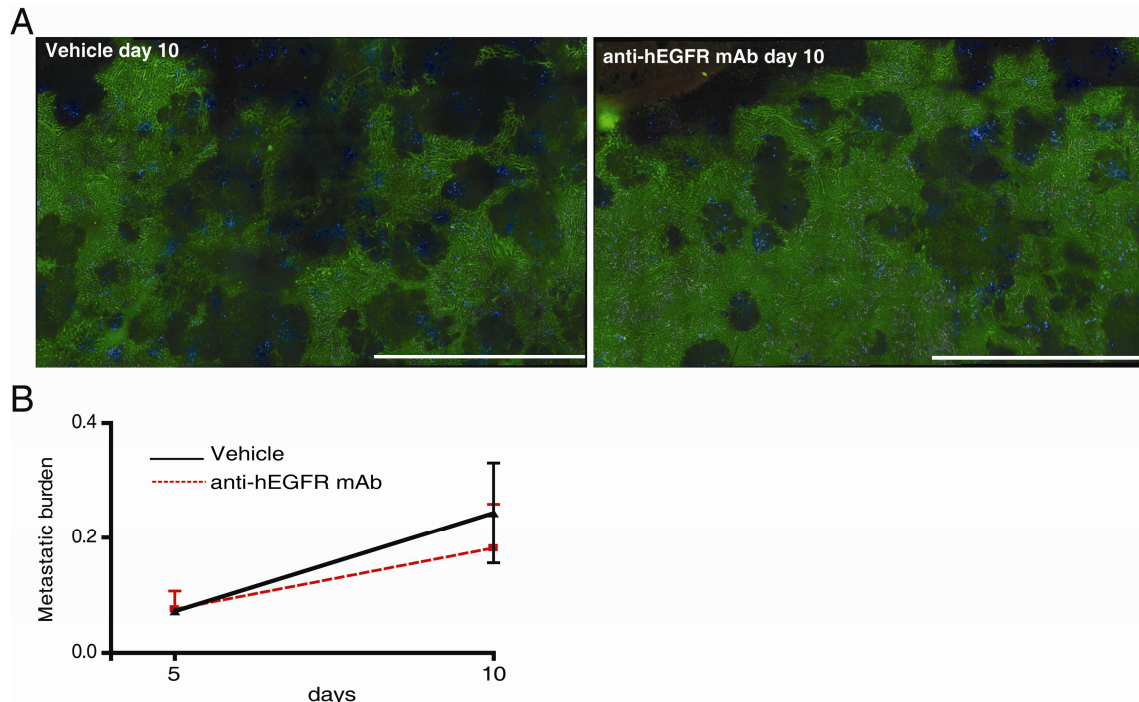 A
Vehicle day 10
anti-hEGFR mAb day 10
B
0.4
0.2
0.0
Metastatic burden
Vehicle
anti-hEGFR mAb
5
10
days